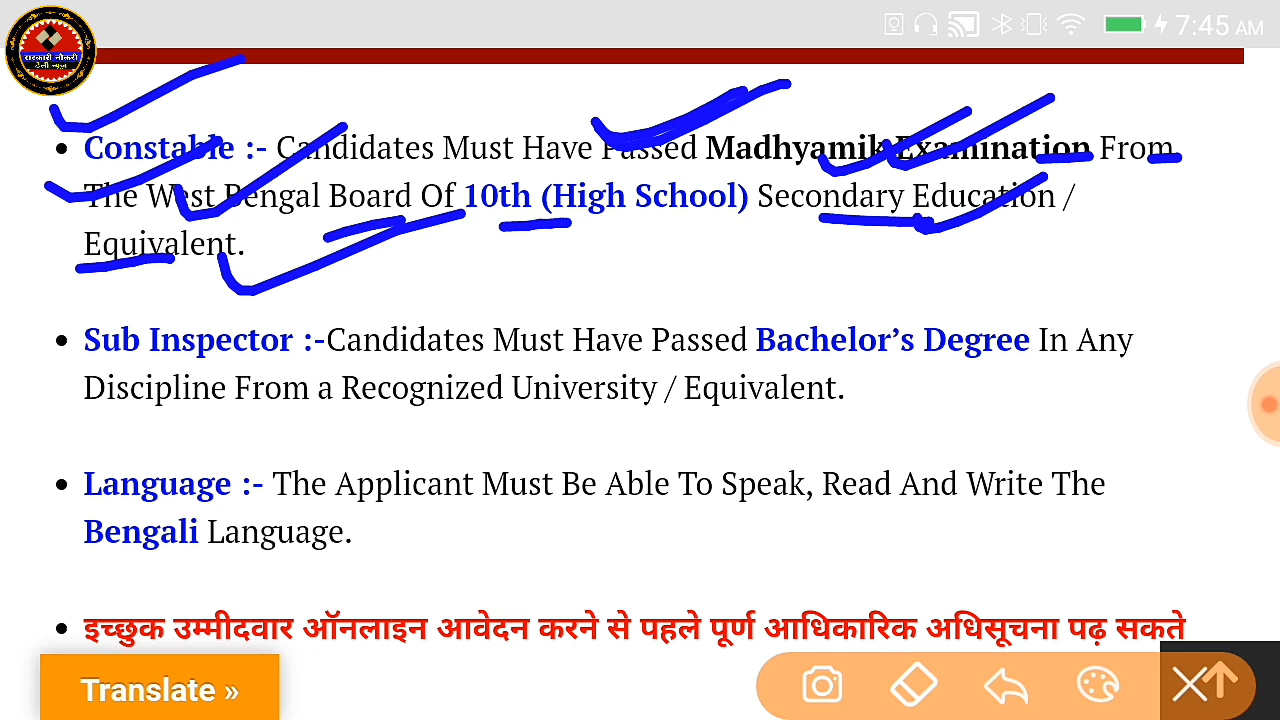 7:45 AM
सरकारी नौकरी
डेली न्यूज़
Constable :- Candidates Must Have Passed Madhyamik Examination From
The West Bengal Board Of 10th (High School) Secondary Education /
Equivalent.
Sub Inspector :-Candidates Must Have Passed Bachelor’s Degree In Any
Discipline From a Recognized University / Equivalent.
Language :- The Applicant Must Be Able To Speak, Read And Write The
Bengali Language.
इच्छुक उम्मीदवार ऑनलाइन आवेदन करने से पहले पूर्ण आधिकारिक अधिसूचना पढ़ सकते
Translate »